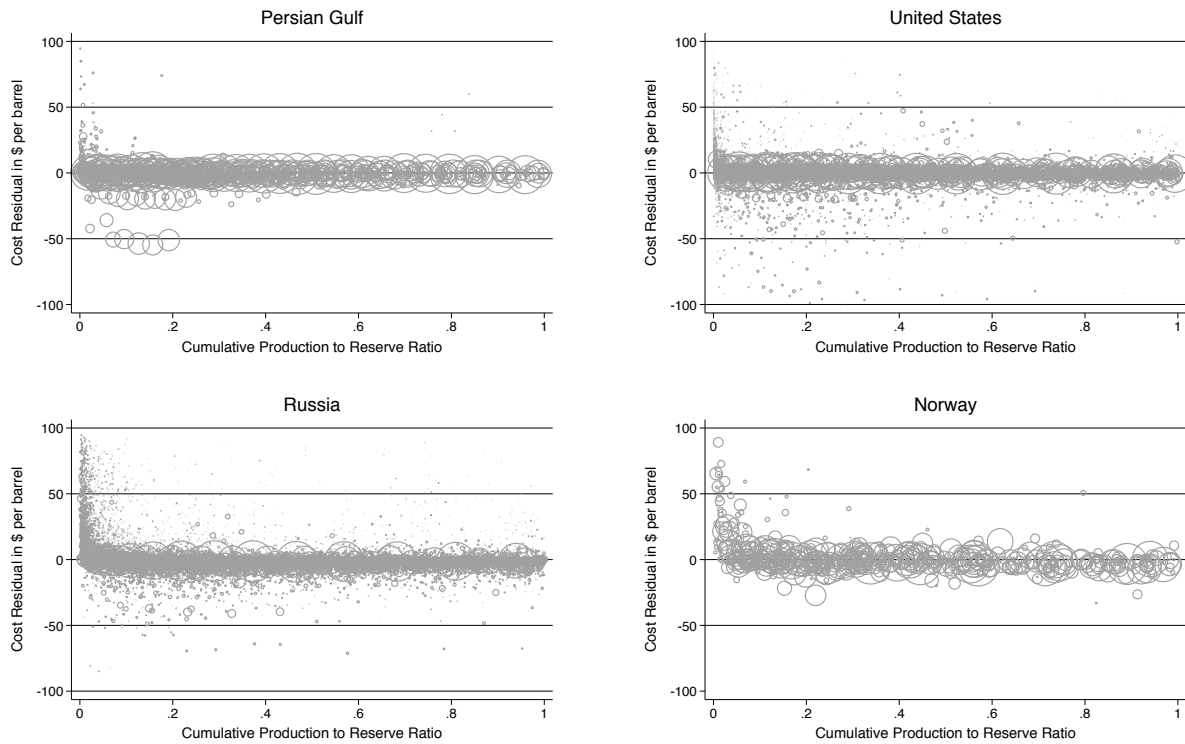 Persian Gulf
Cost Residual in $ per barrel
100
50
0
-50
-100
0 .2 .4 .6 .8 1
Cumulative Production to Reserve Ratio
United States
Cost Residual in $ per barrel
100
50
0
-50
-100
0 .2 .4 .6 .8 1
Cumulative Production to Reserve Ratio
Russia
Cost Residual in $ per barrel
100
50
0
-50
-100
0 .2 .4 .6 .8 1
Cumulative Production to Reserve Ratio
Norway
Cost Residual in $ per barrel
100
50
0
-50
-100
0 .2 .4 .6 .8 1
Cumulative Production to Reserve Ratio